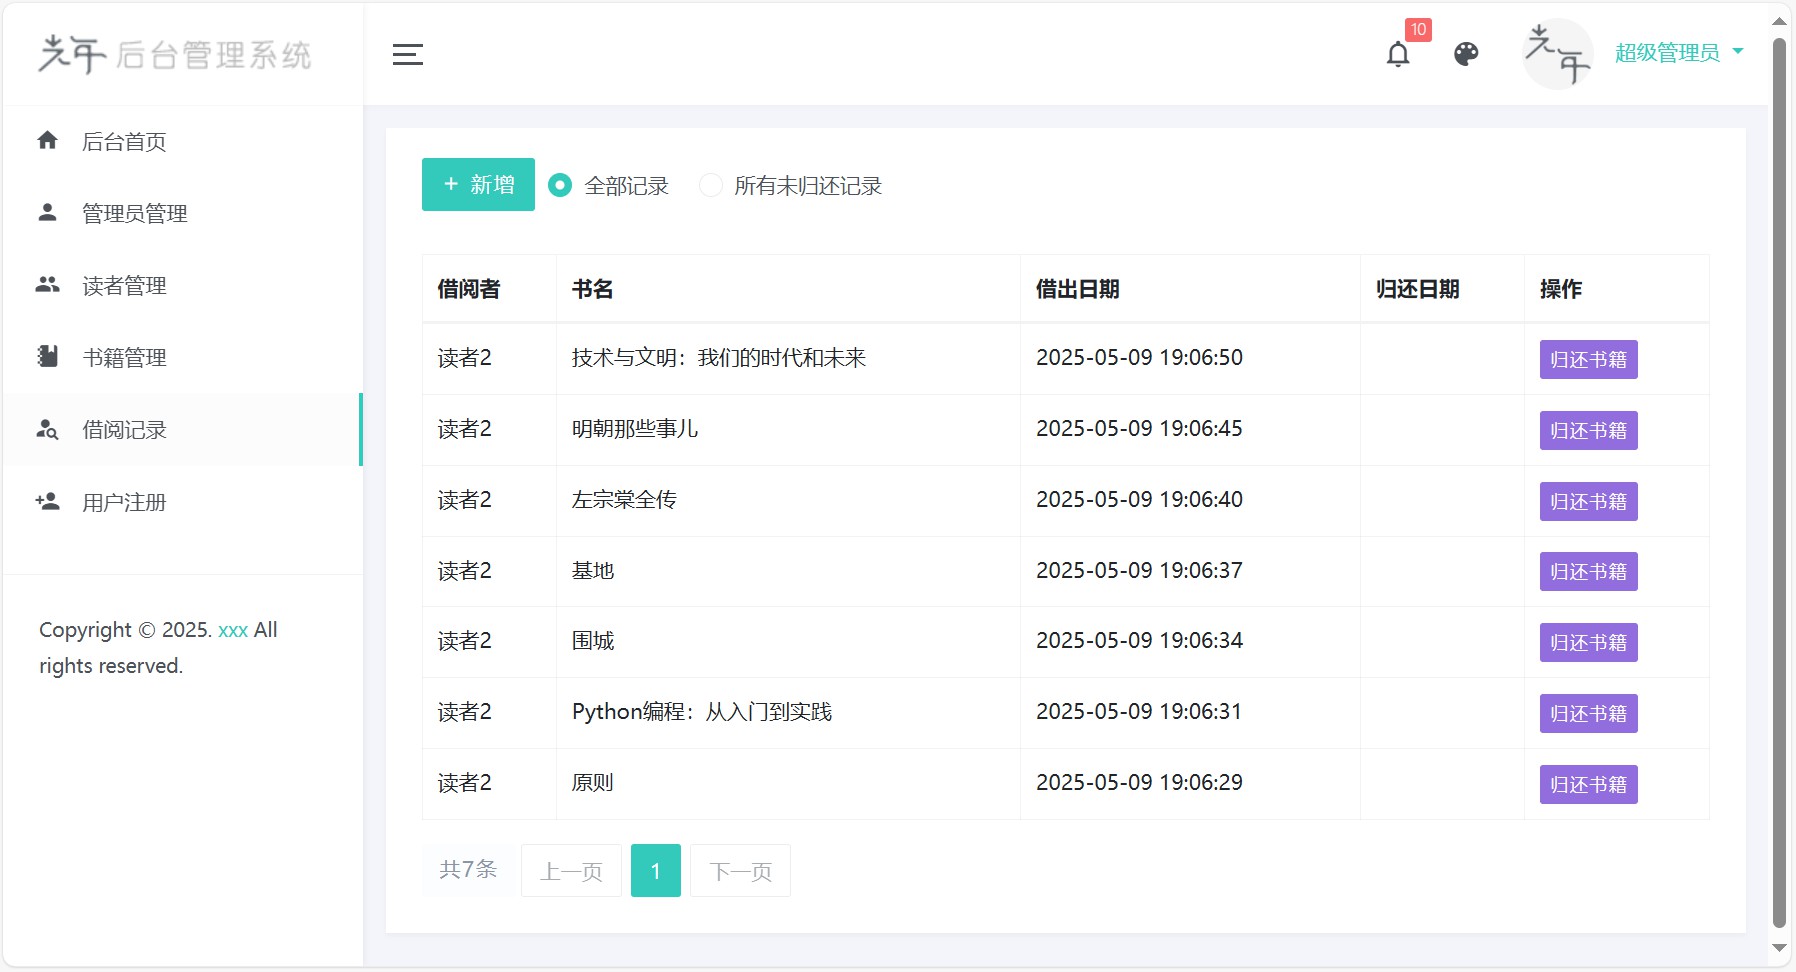 光年 后台管理系统
10
光年
超级管理员
后台首页
管理员管理
读者管理
书籍管理
借阅记录
用户注册
Copyright © 2025. xxx All
rights reserved.
+ 新增 全部记录 所有未归还记录
借阅者 书名 借出日期 归还日期 操作
读者2 技术与文明：我们的时代和未来 2025-05-09 19:06:50 归还书籍
读者2 明朝那些事儿 2025-05-09 19:06:45 归还书籍
读者2 左宗棠全传 2025-05-09 19:06:40 归还书籍
读者2 基地 2025-05-09 19:06:37 归还书籍
读者2 围城 2025-05-09 19:06:34 归还书籍
读者2 Python编程：从入门到实践 2025-05-09 19:06:31 归还书籍
读者2 原则 2025-05-09 19:06:29 归还书籍
共7条 上一页 1 下一页